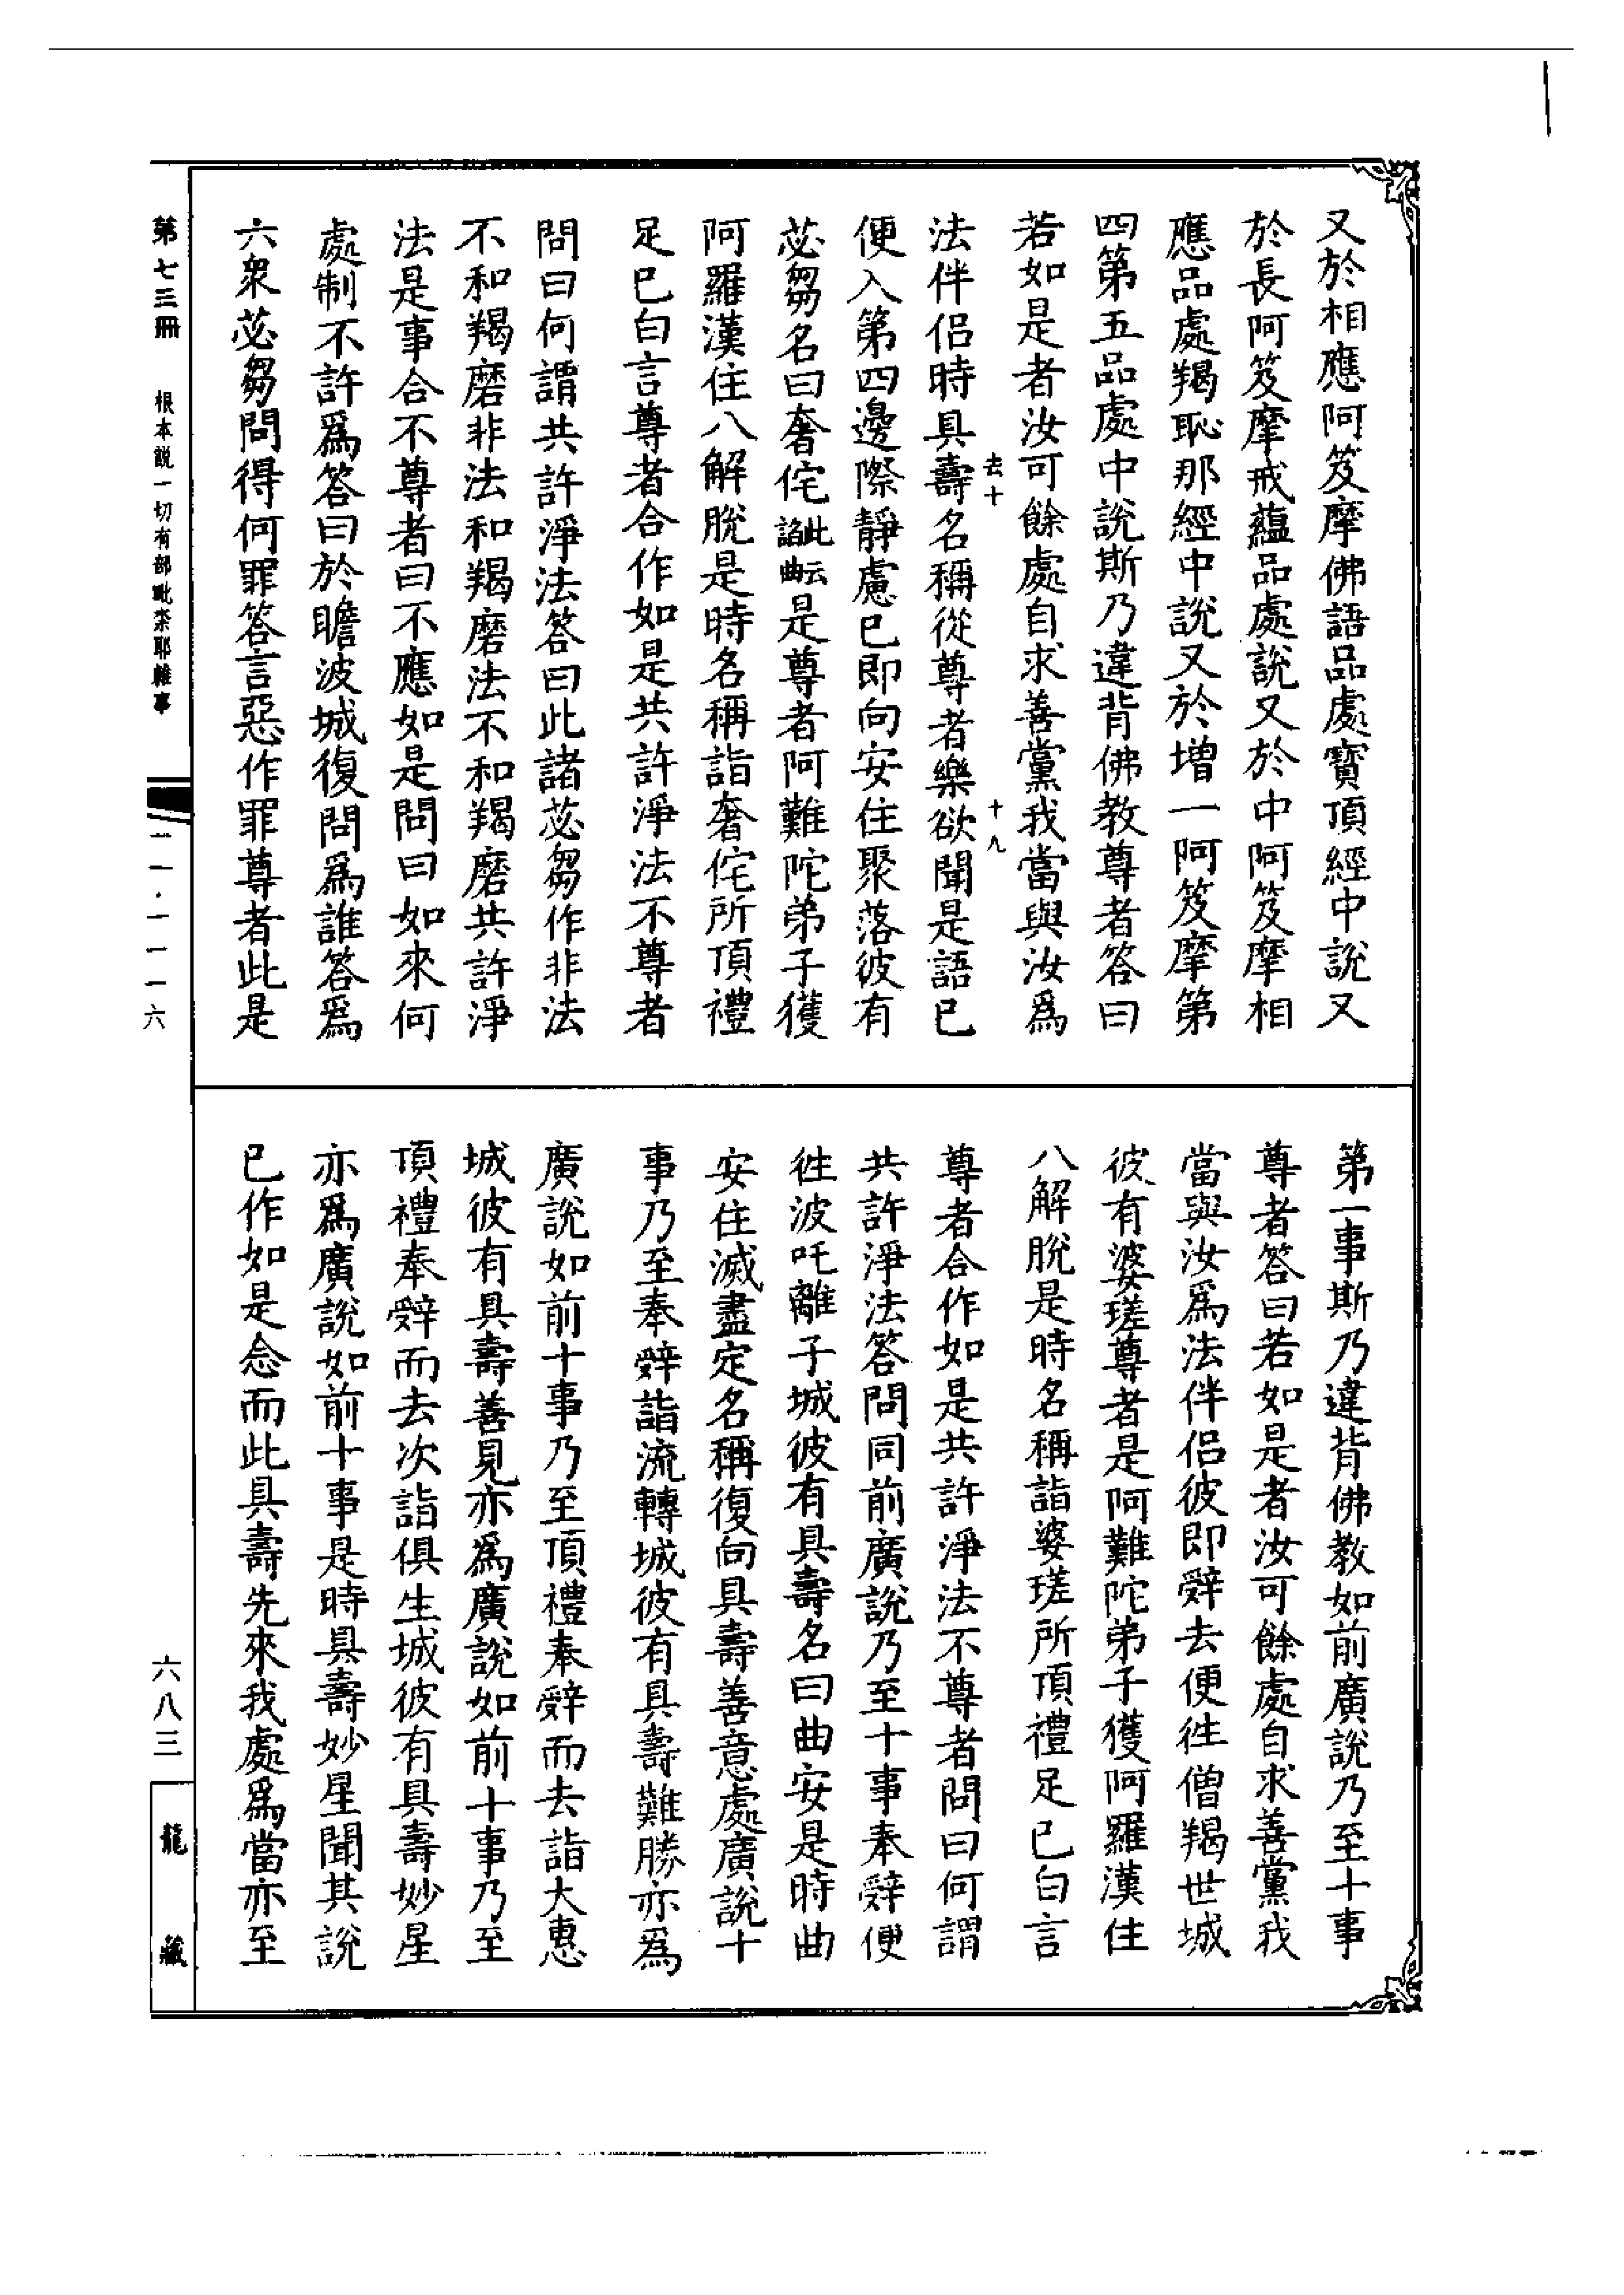 又於相應阿笈摩佛語品處寶頂經中說又
於長阿笈摩戒蘊品處說又於中阿笈摩相
應品處羯恥那經中說又於增一阿笈摩第
四第五品處中說斯乃違背佛教尊者答曰
若如是者汝可餘處自求善黨我當與汝爲
去十
十九
法伴侶時具壽名稱從尊者樂欲聞是語已
便入第四邊際靜慮已即向安住聚落彼有
苾芻名曰奢佗此云諂曲是尊者阿難陀弟子獲
阿羅漢住八解脫是時名稱詣奢佗所頂禮
足已白言尊者合作如是共許淨法不尊者
問曰何謂共許淨法答曰此諸苾芻作非法
不和羯磨非法和羯磨法不和羯磨共許淨
法是事合不尊者曰不應如是問曰如來何
處制不許爲答曰於瞻波城復問爲誰答爲
六衆苾芻問得何罪答言惡作罪尊者此是
第一事斯乃違背佛教如前廣說乃至十事
尊者答曰若如是者汝可餘處自求善黨我
當與汝爲法伴侶彼即辭去便往僧羯世城
彼有婆瑳尊者是阿難陀弟子獲阿羅漢住
八解脫是時名稱詣婆瑳所頂禮足已白言
尊者合作如是共許淨法不尊者問曰何謂
共許淨法答問同前廣說乃至十事奉辭便
往波吒離子城彼有具壽名曰曲安是時曲
安住滅盡定名稱復向具壽善意處廣說十
事乃至奉辭詣流轉城彼有具壽難勝亦爲
廣說如前十事乃至頂禮奉辭而去詣大惠
城彼有具壽善見亦爲廣說如前十事乃至
頂禮奉辭而去次詣俱生城彼有具壽妙星
亦爲廣說如前十事是時具壽妙星聞其說
已作如是念而此具壽先來我處爲當亦至
第七三冊 根本說一切有部毗柰耶雜事
二一·一一一六
六八三
龍藏